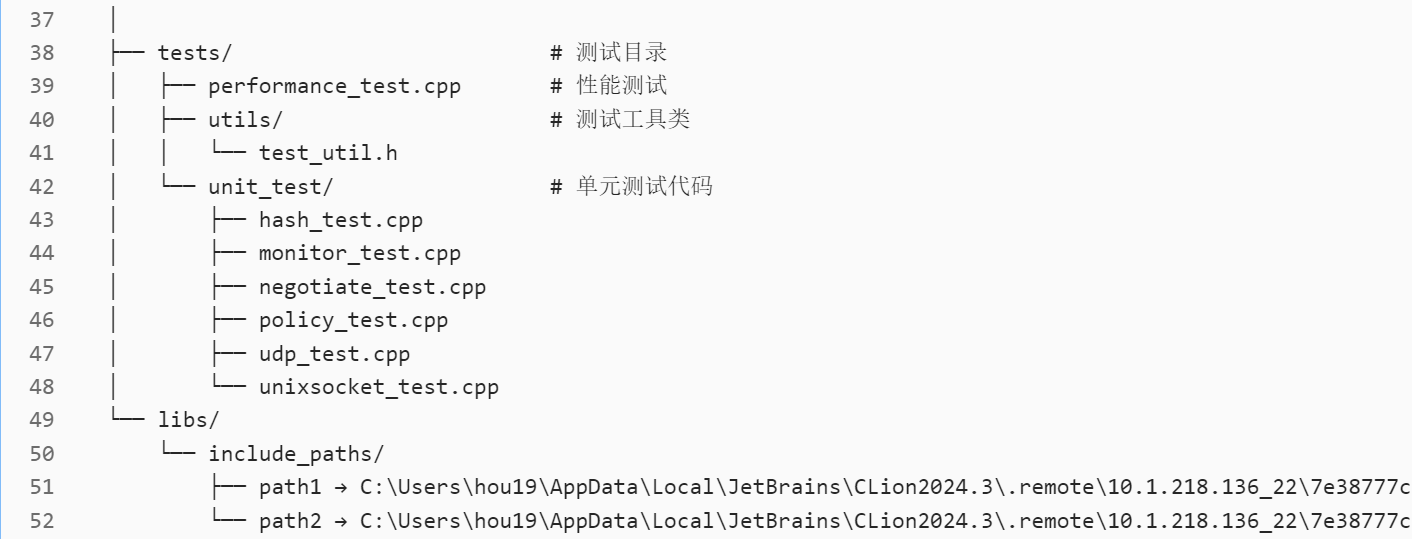 37    │
38    ├── tests/                         # 测试目录
39    │   ├── performance_test.cpp       # 性能测试
40    │   ├── utils/                     # 测试工具类
41    │   │   └── test_util.h
42    │   └── unit_test/                 # 单元测试代码
43    │       ├── hash_test.cpp
44    │       ├── monitor_test.cpp
45    │       ├── negotiate_test.cpp
46    │       ├── policy_test.cpp
47    │       ├── udp_test.cpp
48    │       └── unixsocket_test.cpp
49    └── libs/
50        └── include_paths/
51            ├── path1 → C:\Users\hou19\AppData\Local\JetBrains\CLion2024.3\.remote\10.1.218.136_22\7e38777c
52            └── path2 → C:\Users\hou19\AppData\Local\JetBrains\CLion2024.3\.remote\10.1.218.136_22\7e38777c